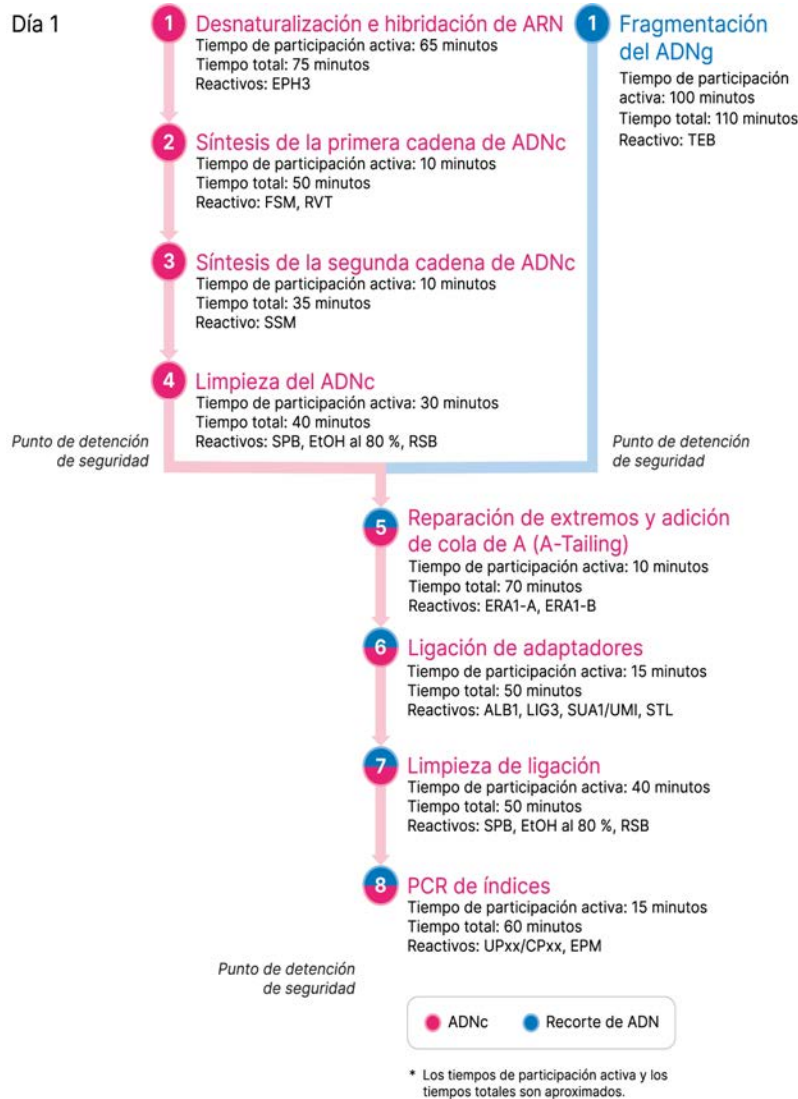 Día 1
1
Desnaturalización e hibridación de ARN
Tiempo de participación activa: 65 minutos
Tiempo total: 75 minutos
Reactivos: EPH3
1
Fragmentación
del ADNg
Tiempo de participación
activa: 100 minutos
Tiempo total: 110 minutos
Reactivo: TEB
2
Síntesis de la primera cadena de ADNc
Tiempo de participación activa: 10 minutos
Tiempo total: 50 minutos
Reactivo: FSM, RVT
3
Síntesis de la segunda cadena de ADNc
Tiempo de participación activa: 10 minutos
Tiempo total: 35 minutos
Reactivo: SSM
4
Limpieza del ADNc
Tiempo de participación activa: 30 minutos
Tiempo total: 40 minutos
Reactivos: SPB, EtOH al 80 %, RSB
Punto de detención
de seguridad
Punto de detención
de seguridad
5
Reparación de extremos y adición
de cola de A (A-Tailing)
Tiempo de participación activa: 10 minutos
Tiempo total: 70 minutos
Reactivos: ERA1-A, ERA1-B
6
Ligación de adaptadores
Tiempo de participación activa: 15 minutos
Tiempo total: 50 minutos
Reactivos: ALB1, LIG3, SUA1/UMI, STL
7
Limpieza de ligación
Tiempo de participación activa: 40 minutos
Tiempo total: 50 minutos
Reactivos: SPB, EtOH al 80 %, RSB
8
PCR de índices
Tiempo de participación activa: 15 minutos
Tiempo total: 60 minutos
Reactivos: UPxx/CPxx, EPM
Punto de detención
de seguridad
ADNc
Recorte de ADN
* Los tiempos de participación activa y los
tiempos totales son aproximados.